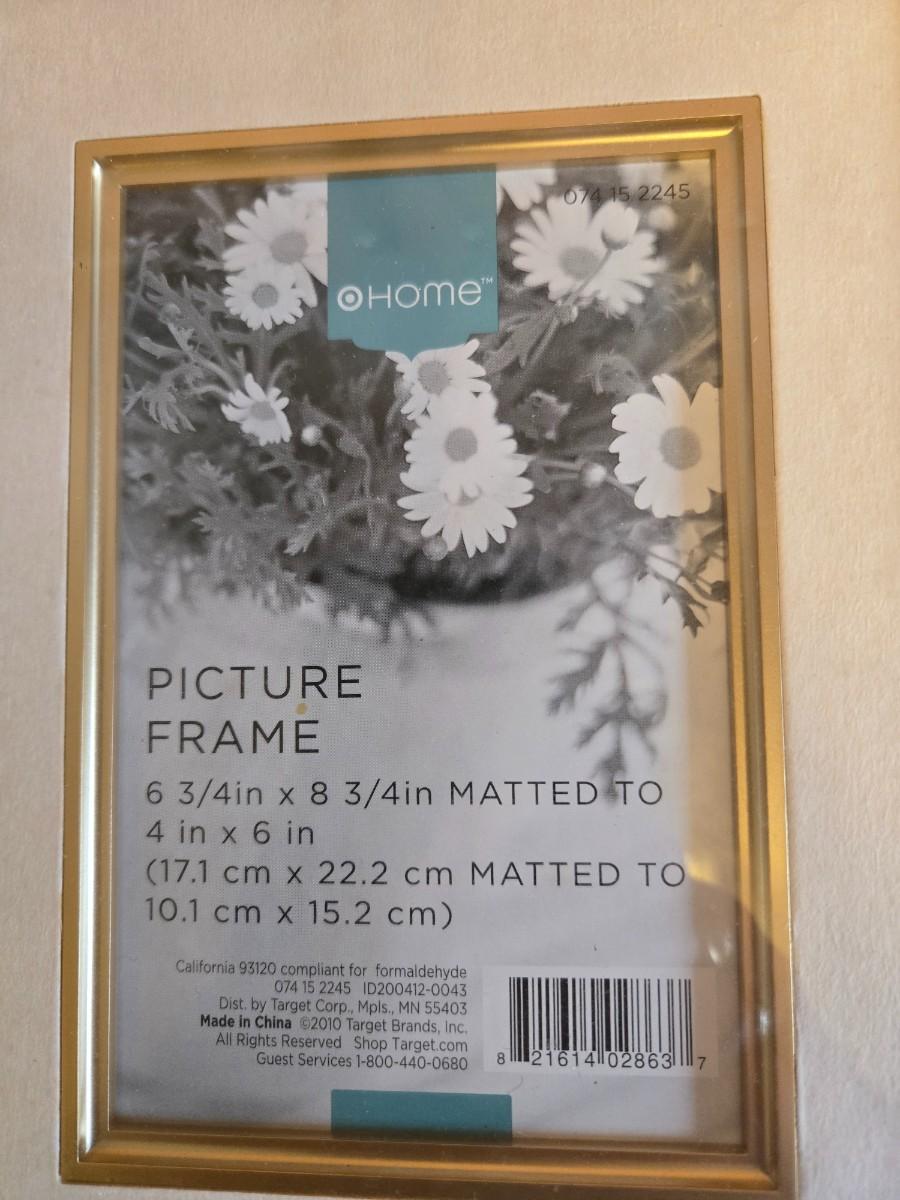 074 15 2245
HOME™
PICTURE
FRAME
6 3/4in x 8 3/4in MATTED TO
4 in x 6 in
(17.1 cm x 22.2 cm MATTED TO
10.1 cm x 15.2 cm)
California 93120 compliant for formaldehyde
074 15 2245 ID200412-0043
Dist. by Target Corp., Mpls., MN 55403
Made in China ©2010 Target Brands, Inc.
All Rights Reserved Shop Target.com
Guest Services 1-800-440-0680
8 21614 02863 7